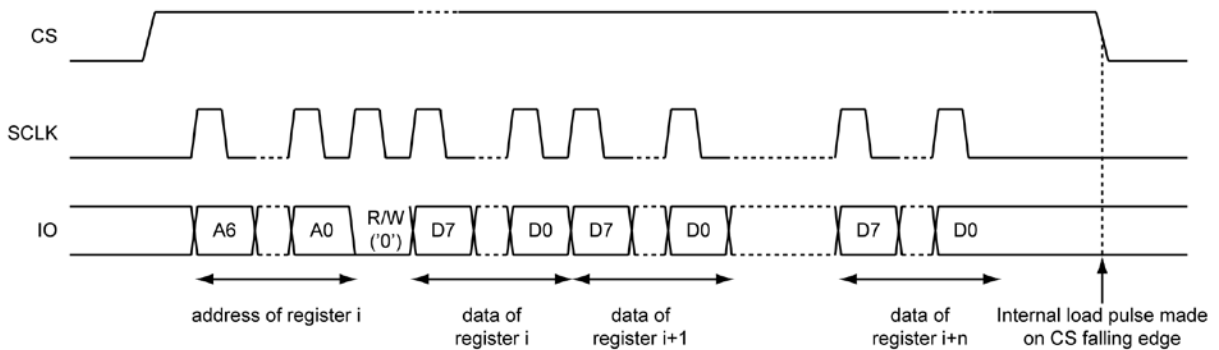 CS
SCLK
IO
A6
A0
R/W
('0')
D7
D0
D7
D0
D7
D0
address of register i
data of
register i
data of
register i+1
data of
register i+n
Internal load pulse made
on CS falling edge